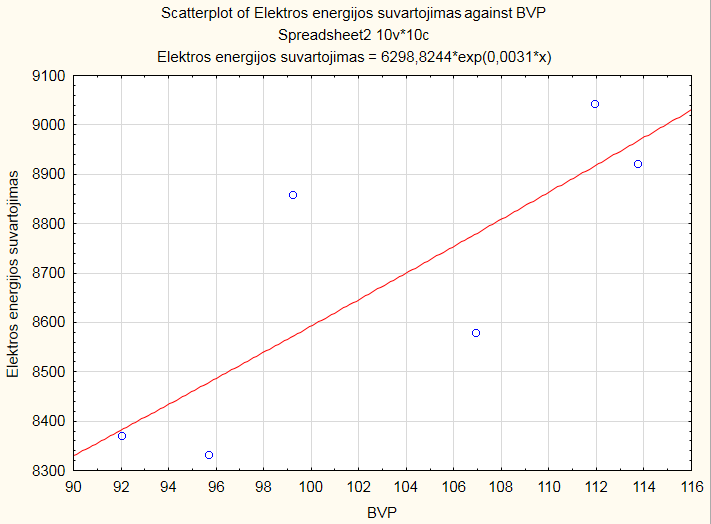 Scatterplot of Elektros energijos suvartojimas against BVP
Spreadsheet2 10v*10c
Elektros energijos suvartojimas = 6298,8244*exp(0,0031*x)
9100
9000
8900
8800
8700
8600
8500
8400
8300
Elektros energijos suvartojimas
90 92 94 96 98 100 102 104 106 108 110 112 114 116
BVP